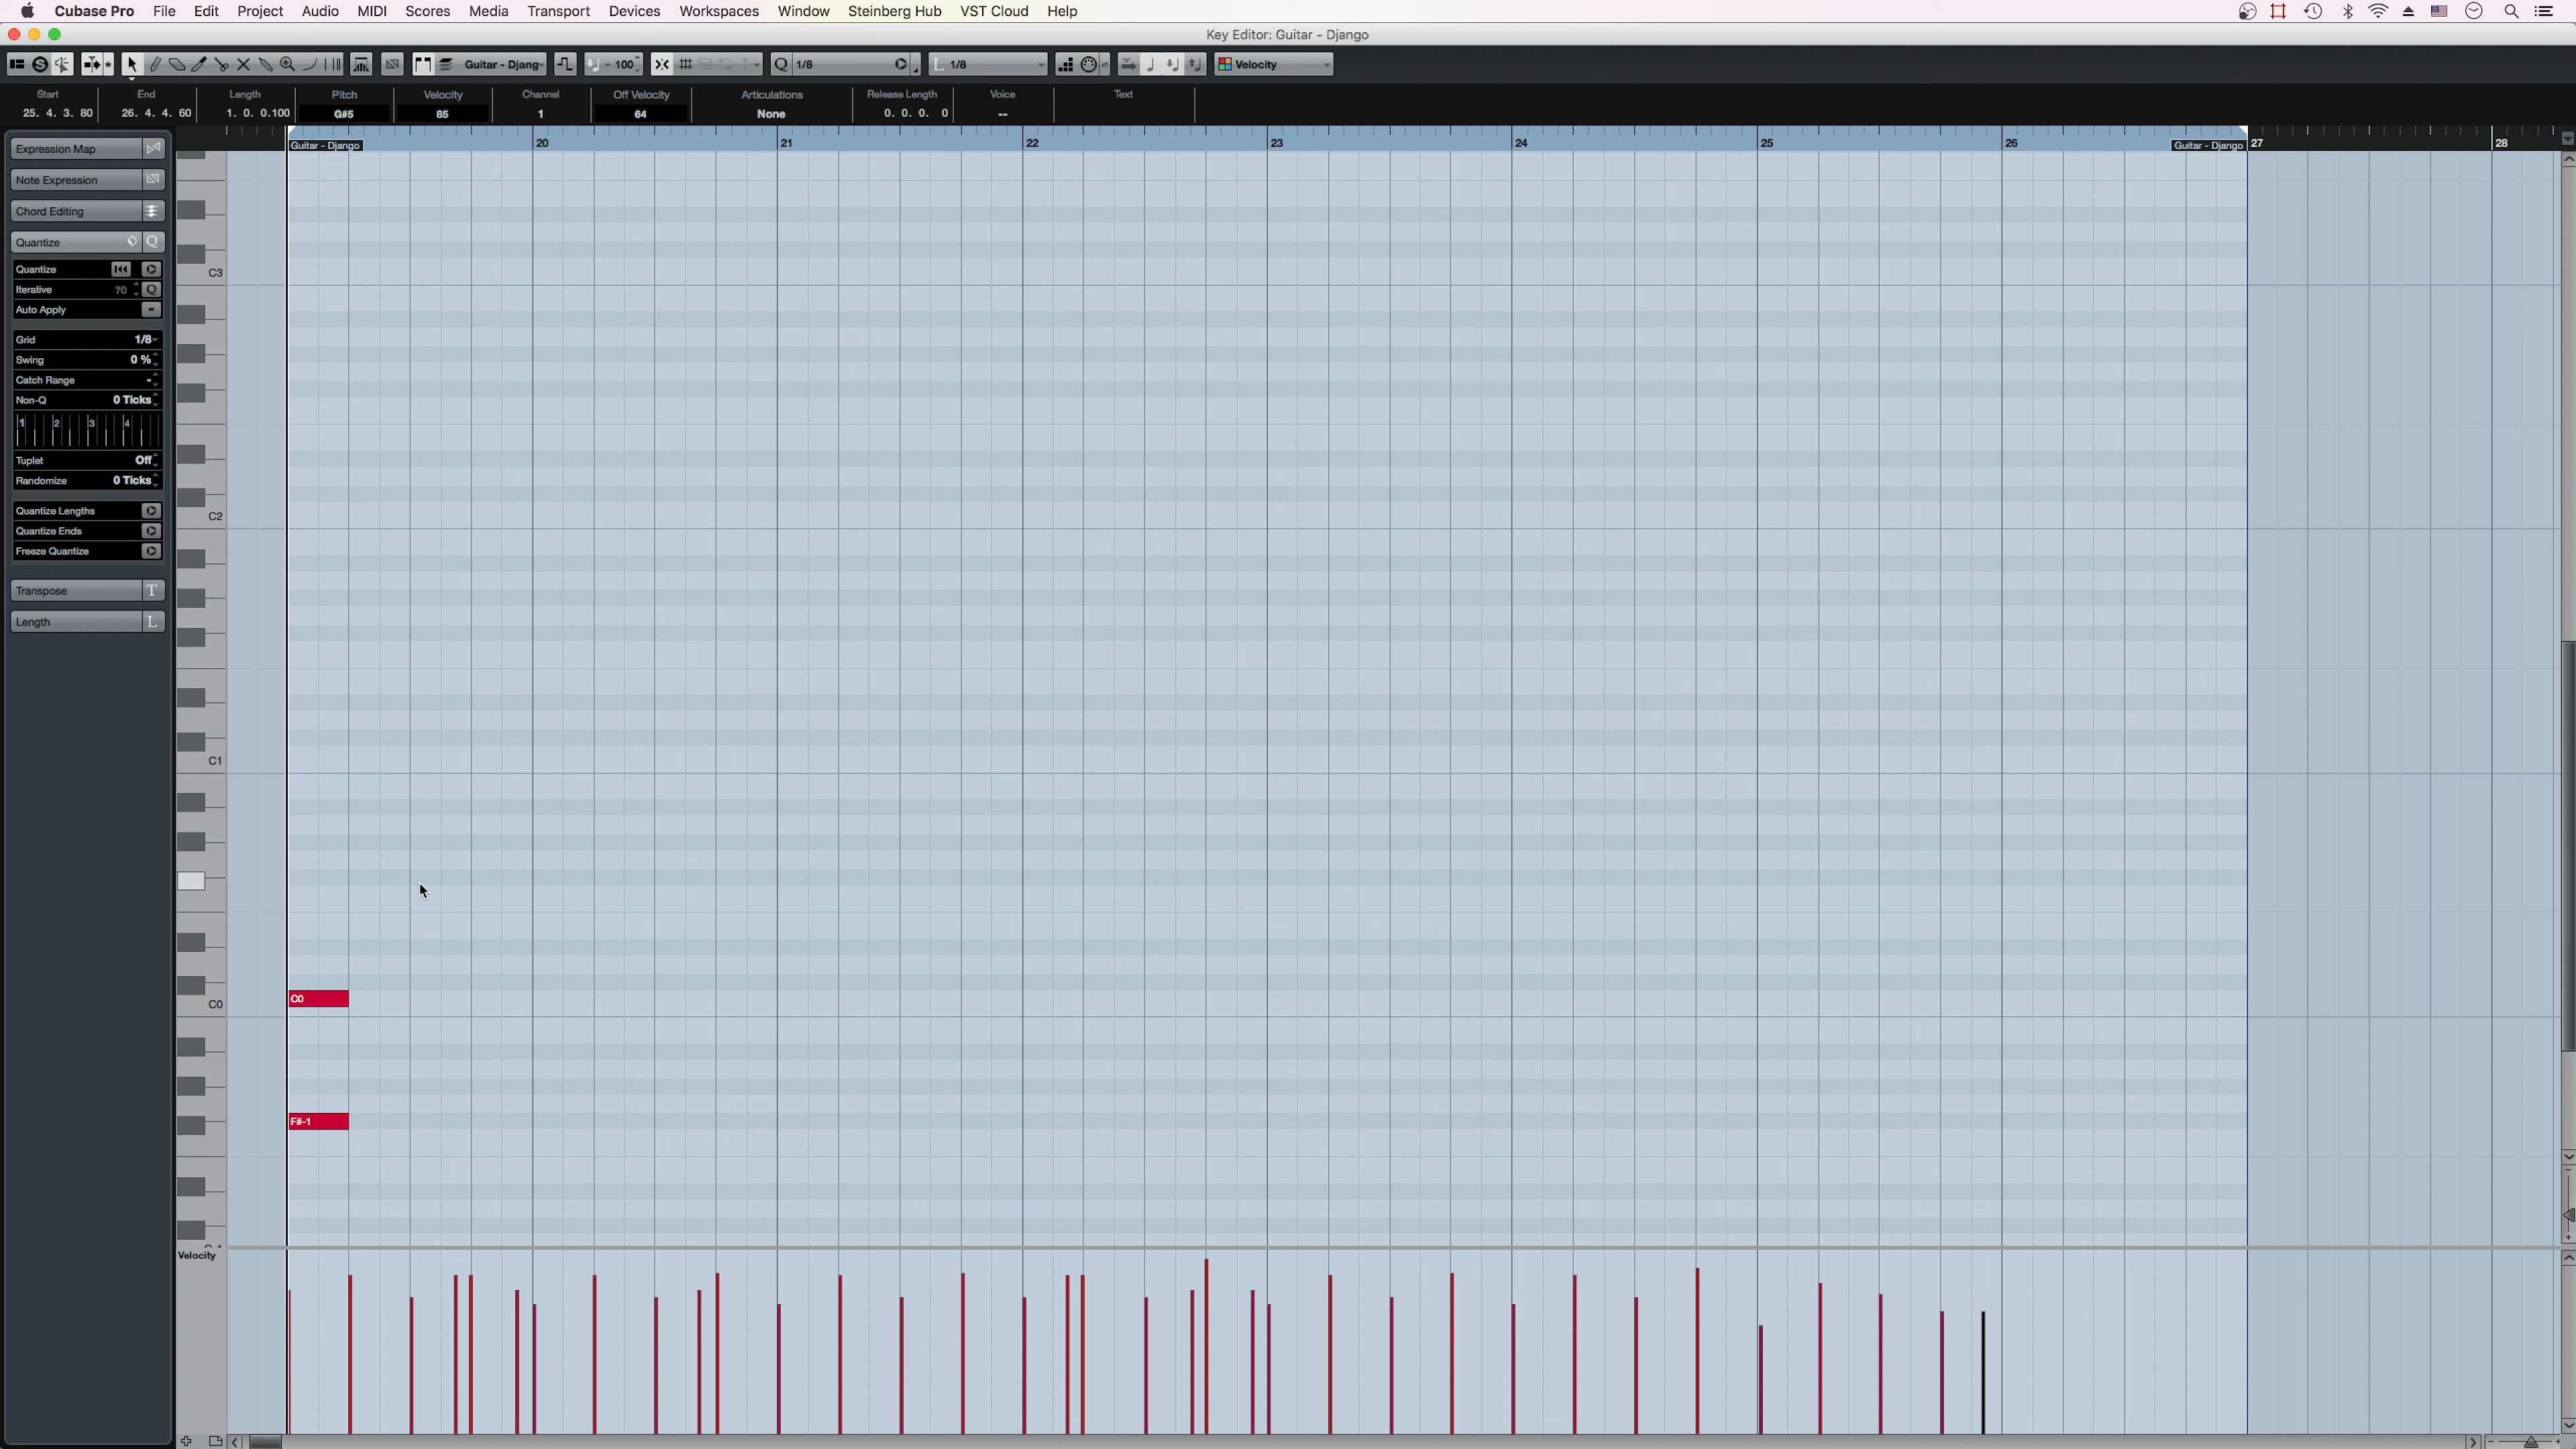 Cubase Pro File Edit Project Audio MIDI Scores Media Transport Devices Workspaces Window Steinberg Hub VST Cloud Help
Key Editor: Guitar - Django
Guitar - Djang 100 Q 1/8 L 1/8 Velocity
Start End Length Pitch Velocity Channel Off Velocity Articulations Release Length Voice Text
25. 4. 3. 80 26. 4. 4. 60 1. 0. 0.100 G#5 85 1 64 None 0. 0. 0. 0 --
Guitar - Django 20 21 22 23 24 25 26 Guitar - Django 27 28
Expression Map
Note Expression
Chord Editing
Quantize Q
Quantize
Iterative 70 Q
Auto Apply
Grid 1/8
Swing 0 %
Catch Range -
Non-Q 0 Ticks
1 2 3 4
Tuplet Off
Randomize 0 Ticks
Quantize Lengths
Quantize Ends
Freeze Quantize
Transpose T
Length L
C3
C2
C1
C0
C0
F#-1
Velocity